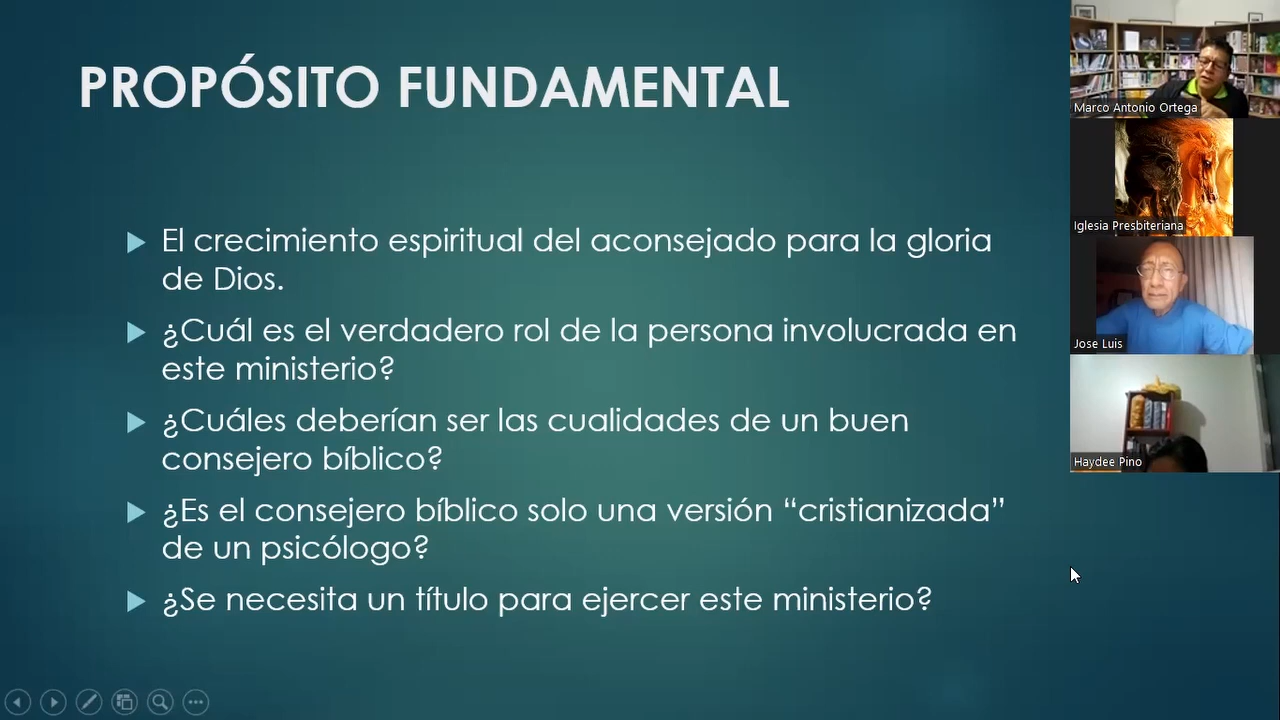 PROPÓSITO FUNDAMENTAL
El crecimiento espiritual del aconsejado para la gloria
de Dios.
¿Cuál es el verdadero rol de la persona involucrada en
este ministerio?
¿Cuáles deberían ser las cualidades de un buen
consejero bíblico?
¿Es el consejero bíblico solo una versión “cristianizada”
de un psicólogo?
¿Se necesita un título para ejercer este ministerio?
Marco Antonio Ortega
Iglesia Presbiteriana
Jose Luis
Haydee Pino